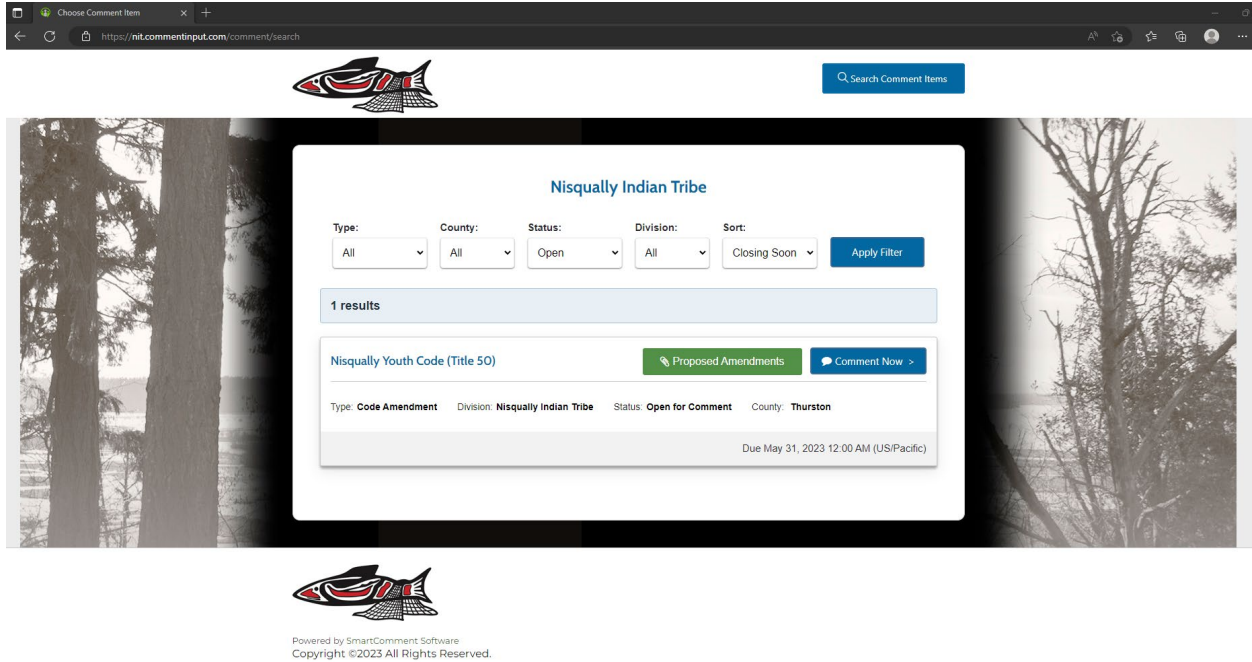 Choose Comment Item
https://nit.commentinput.com/comment/search
Search Comment Items
Nisqually Indian Tribe
Type: County: Status: Division: Sort:
All All Open All Closing Soon Apply Filter
1 results
Nisqually Youth Code (Title 50) Proposed Amendments Comment Now >
Type: Code Amendment Division: Nisqually Indian Tribe Status: Open for Comment County: Thurston
Due May 31, 2023 12:00 AM (US/Pacific)
Powered by SmartComment Software
Copyright ©2023 All Rights Reserved.